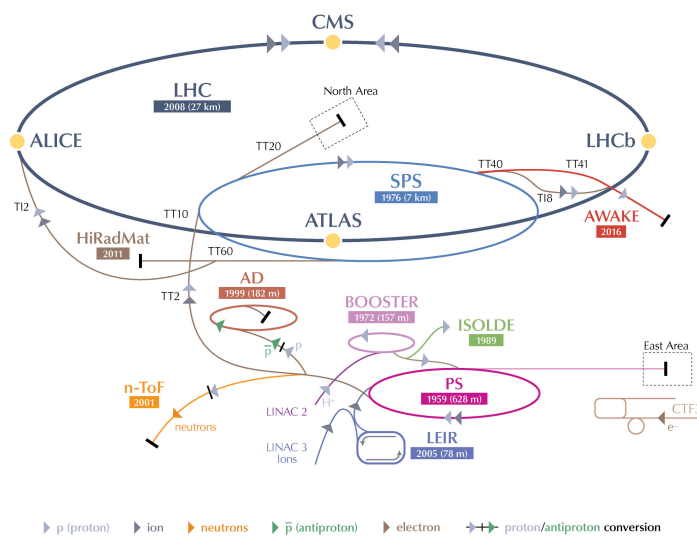 CMS
LHC
2008 (27 km)
North Area
ALICE
LHCb
TT20
TT40
TT41
SPS
1976 (7 km)
TI8
TI2
TT10
ATLAS
AWAKE
2016
HiRadMat
2011
TT60
AD
1999 (182 m)
TT2
BOOSTER
1972 (157 m)
ISOLDE
1989
p̅
p
East Area
n-ToF
2001
PS
1959 (628 m)
H⁺
LINAC 2
neutrons
CTF
e-
LEIR
2005 (78 m)
LINAC 3
Ions
p (proton)
ion
neutrons
p̅ (antiproton)
electron
proton/antiproton conversion